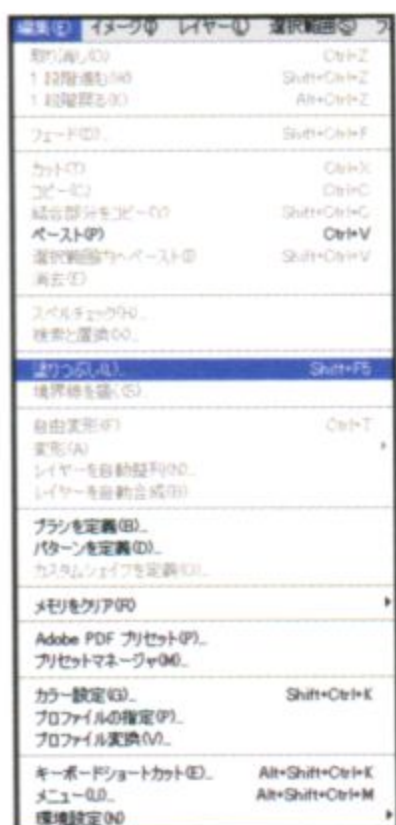 編集(E) イメージ(I) レイヤー(L) 選択範囲(S) フ
取り消し(O) Ctrl+Z
1 段階進む(W) Shift+Ctrl+Z
1 段階戻る(K) Alt+Ctrl+Z
フェード(D)... Shift+Ctrl+F
カット(T) Ctrl+X
コピー(C) Ctrl+C
結合部分をコピー(Y) Shift+Ctrl+C
ペースト(P) Ctrl+V
選択範囲内へペースト(I) Shift+Ctrl+V
消去(E)
スペルチェック(H)...
検索と置換(X)...
塗りつぶし(L)... Shift+F5
境界線を描く(S)...
自由変形(F) Ctrl+T
変形(A)
レイヤーを自動整列(N)...
レイヤーを自動合成(B)
ブラシを定義(B)...
パターンを定義(D)...
カスタムシェイプを定義(O)...
メモリをクリア(R)
Adobe PDF プリセット(P)...
プリセットマネージャ(M)...
カラー設定(G)... Shift+Ctrl+K
プロファイルの指定(P)...
プロファイル変換(V)...
キーボードショートカット(E)... Alt+Shift+Ctrl+K
メニュー(U)... Alt+Shift+Ctrl+M
環境設定(N)